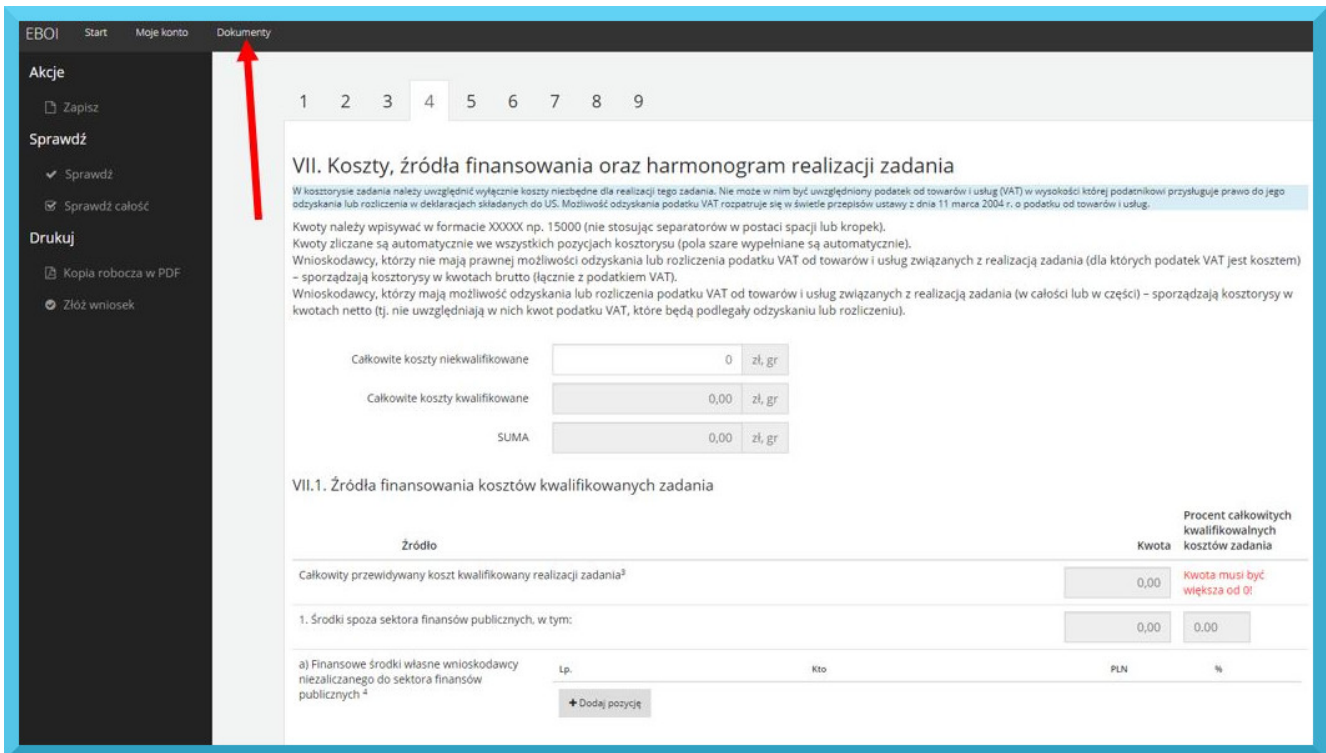 EBOI Start Moje konto Dokumenty
Akcje
Zapisz
Sprawdź
Sprawdź
Sprawdź całość
Drukuj
Kopia robocza w PDF
Złóż wniosek
1 2 3 4 5 6 7 8 9
VII. Koszty, źródła finansowania oraz harmonogram realizacji zadania
W kosztorysie zadania należy uwzględnić wyłącznie koszty niezbędne dla realizacji tego zadania. Nie może w nim być uwzględniony podatek od towarów i usług (VAT) w wysokości której podatnikowi przysługuje prawo do jego
odzyskania lub rozliczenia w deklaracjach składanych do US. Możliwość odzyskania podatku VAT rozpatruje się w świetle przepisów ustawy z dnia 11 marca 2004 r. o podatku od towarów i usług.
Kwoty należy wpisywać w formacie XXXXX np. 15000 (nie stosując separatorów w postaci spacji lub kropek).
Kwoty zliczane są automatycznie we wszystkich pozycjach kosztorysu (pola szare wypełniane są automatycznie).
Wnioskodawcy, którzy nie mają prawnej możliwości odzyskania lub rozliczenia podatku VAT od towarów i usług związanych z realizacją zadania (dla których podatek VAT jest kosztem)
– sporządzają kosztorysy w kwotach brutto (łącznie z podatkiem VAT).
Wnioskodawcy, którzy mają możliwość odzyskania lub rozliczenia podatku VAT od towarów i usług związanych z realizacją zadania (w całości lub w części) – sporządzają kosztorysy w
kwotach netto (tj. nie uwzględniają w nich kwot podatku VAT, które będą podlegały odzyskaniu lub rozliczeniu).
Całkowite koszty niekwalifikowane 0 zł, gr
Całkowite koszty kwalifikowane 0,00 zł, gr
SUMA 0,00 zł, gr
VII.1. Źródła finansowania kosztów kwalifikowanych zadania
Źródło Kwota Procent całkowitych
kwalifikowalnych
kosztów zadania
Całkowity przewidywany koszt kwalifikowany realizacji zadania³ 0,00 Kwota musi być
większa od 0!
1. Środki spoza sektora finansów publicznych, w tym: 0,00 0.00
a) Finansowe środki własne wnioskodawcy
niezaliczanego do sektora finansów
publicznych ⁴
Lp. Kto PLN %
+ Dodaj pozycję